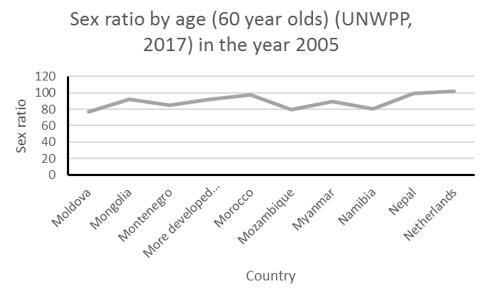 Sex ratio by age (60 year olds) (UNWPP,
2017) in the year 2005
120
100
80
60
40
20
0
Sex ratio
Moldova
Mongolia
Montenegro
More developed…
Morocco
Mozambique
Myanmar
Namibia
Nepal
Netherlands
Country